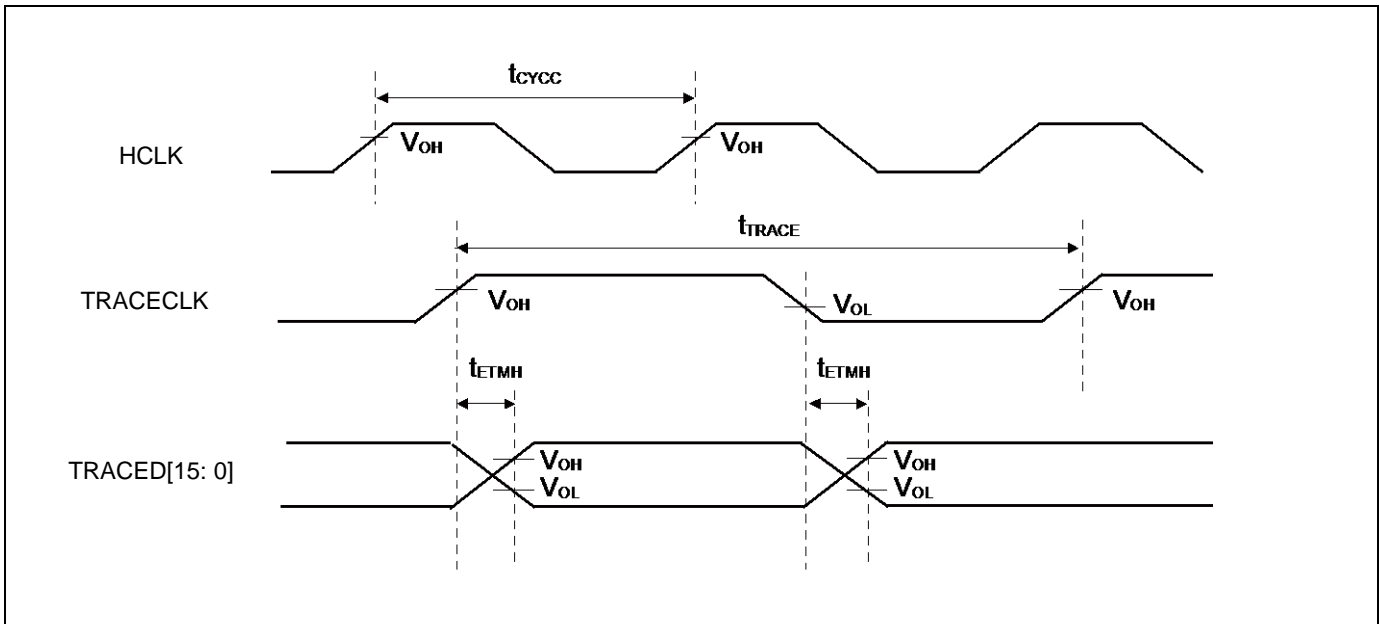 tCYCC
HCLK
VOH
VOH
tTRACE
TRACECLK
VOH
VOL
VOH
tETMH
tETMH
TRACED[15: 0]
VOH
VOH
VOL
VOL